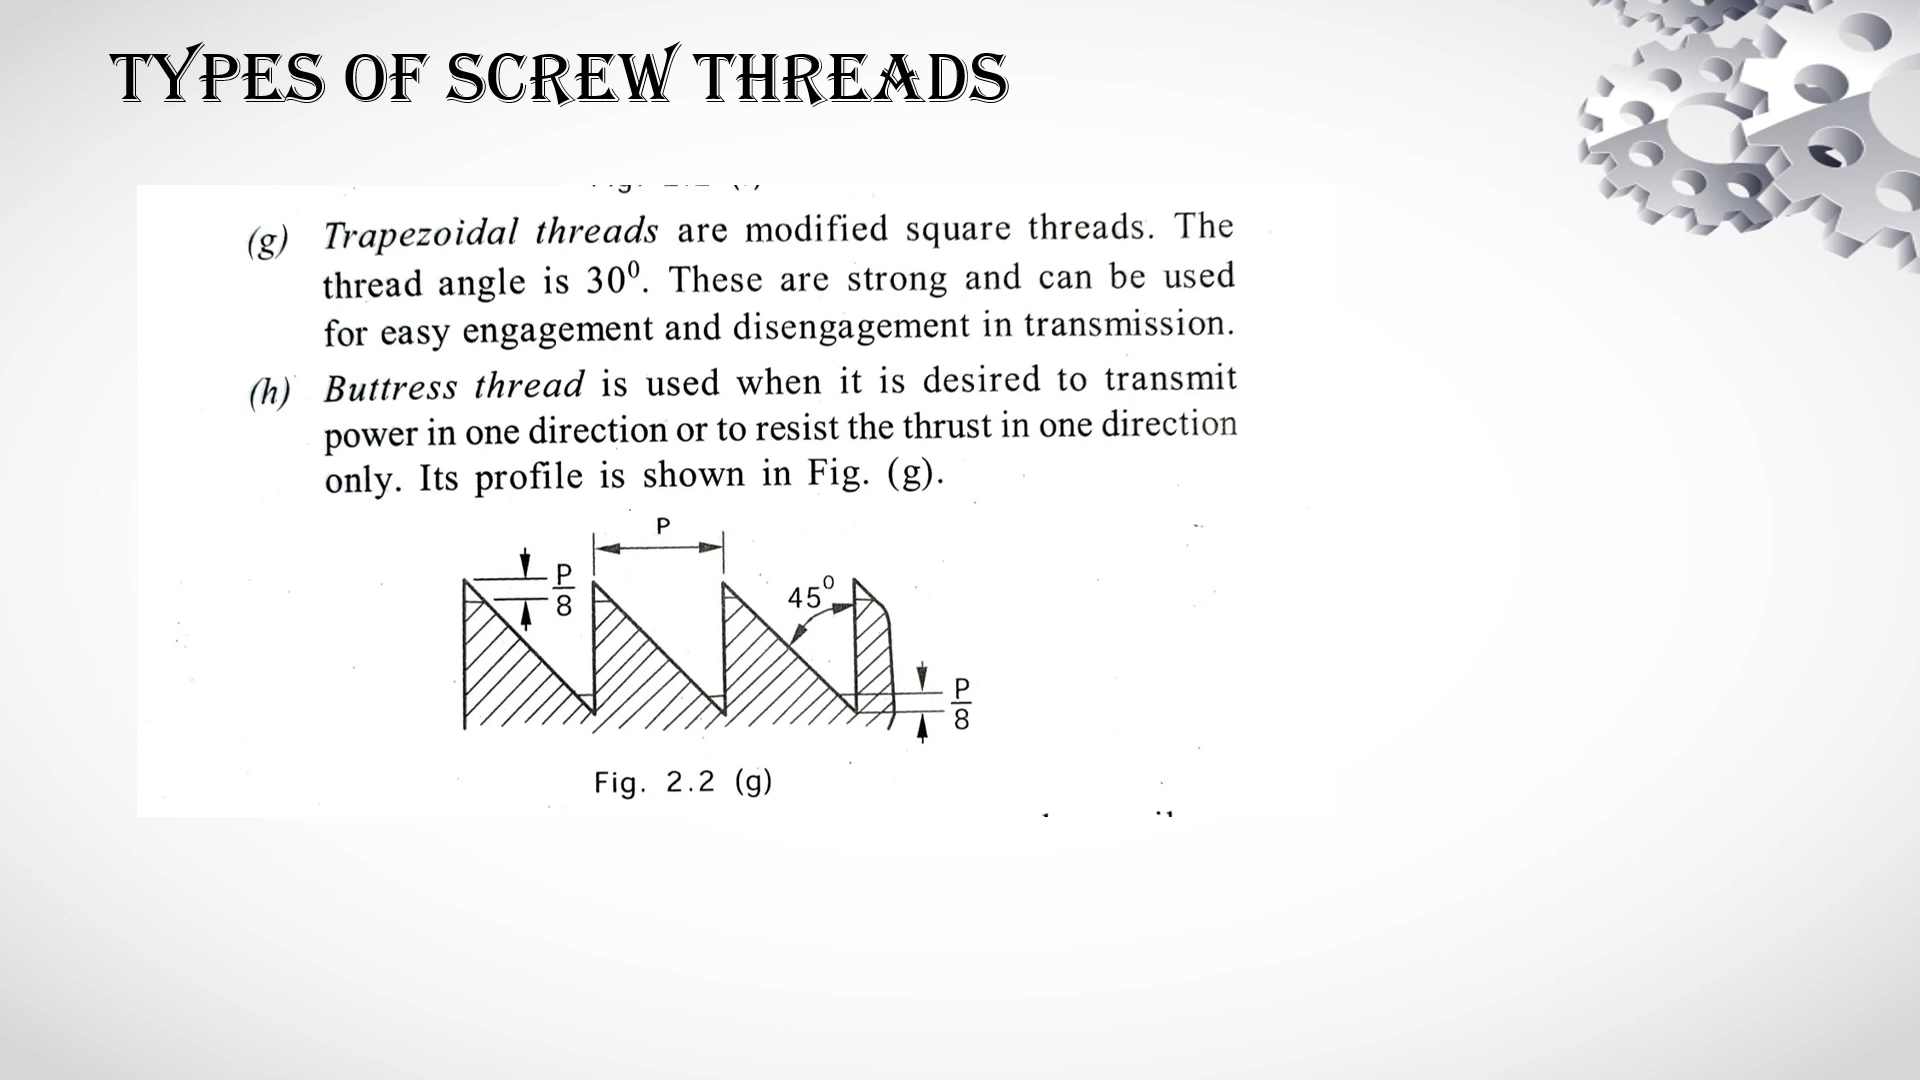 TYPES OF SCREW THREADS
(g) Trapezoidal threads are modified square threads. The
thread angle is 30⁰. These are strong and can be used
for easy engagement and disengagement in transmission.
(h) Buttress thread is used when it is desired to transmit
power in one direction or to resist the thrust in one direction
only. Its profile is shown in Fig. (g).
P
P
8
45⁰
P
8
Fig. 2.2 (g)